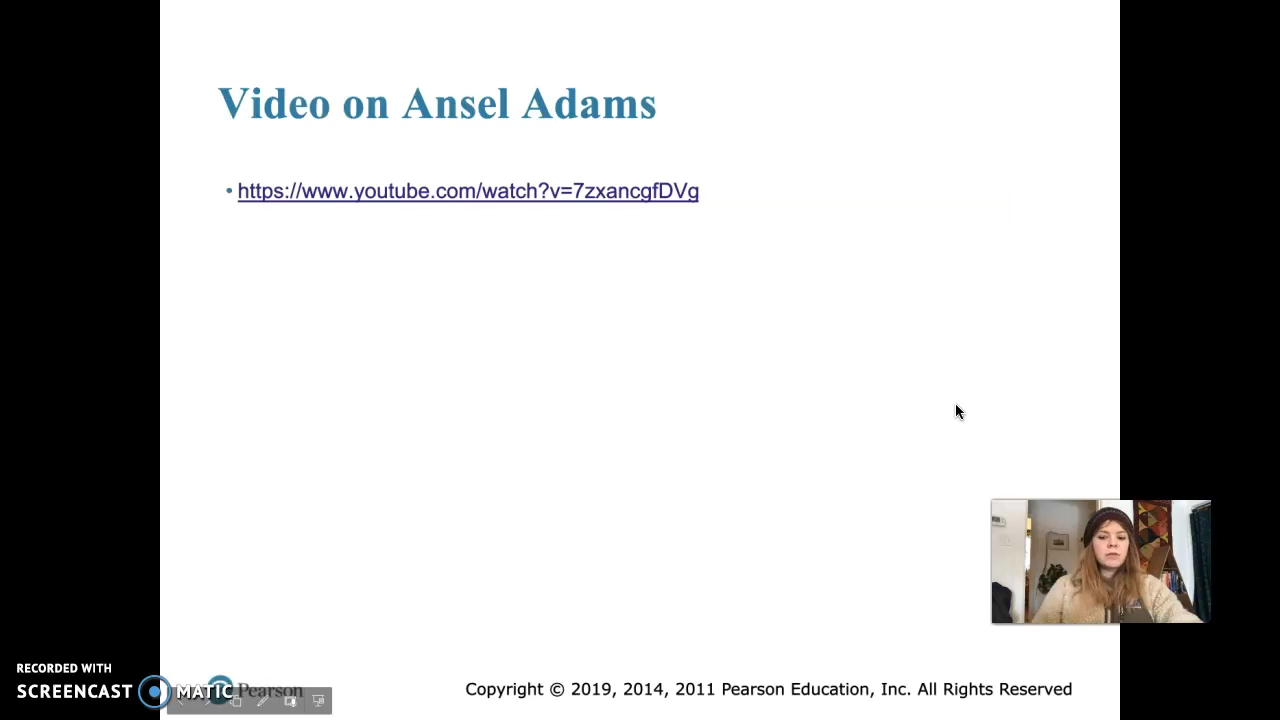 Video on Ansel Adams
• https://www.youtube.com/watch?v=7zxancgfDVg
RECORDED WITH
SCREENCAST MATIC
Pearson
Copyright © 2019, 2014, 2011 Pearson Education, Inc. All Rights Reserved